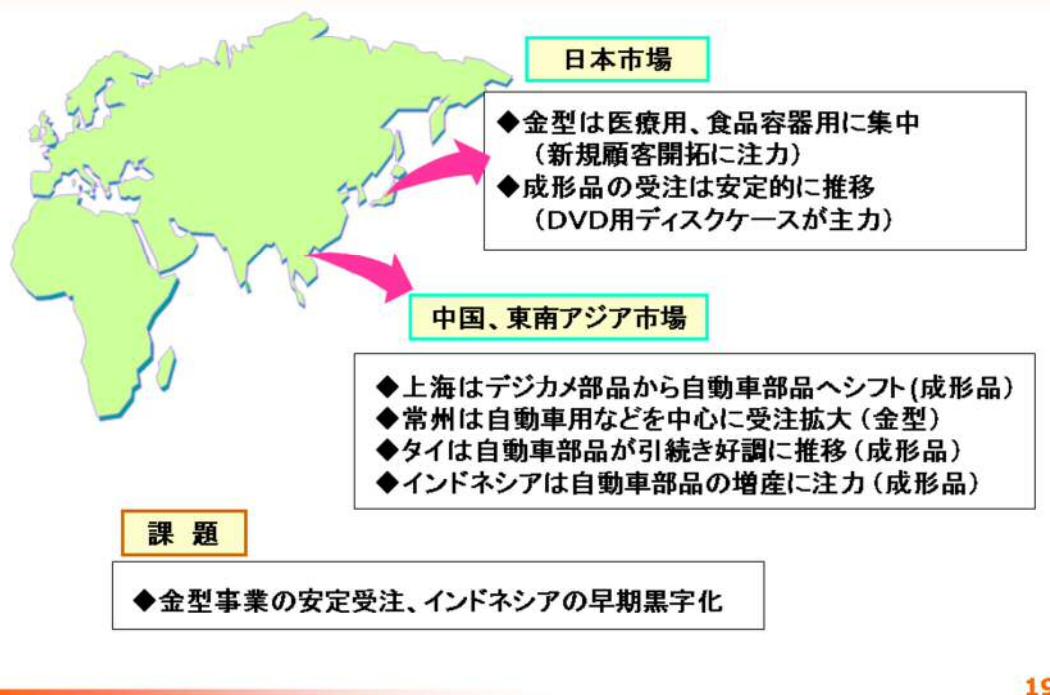 日本市場
◆金型は医療用、食品容器用に集中
（新規顧客開拓に注力）
◆成形品の受注は安定的に推移
（DVD用ディスクケースが主力）
中国、東南アジア市場
◆上海はデジカメ部品から自動車部品へシフト(成形品）
◆常州は自動車用などを中心に受注拡大（金型）
◆タイは自動車部品が引続き好調に推移（成形品）
◆インドネシアは自動車部品の増産に注力（成形品）
課 題
◆金型事業の安定受注、インドネシアの早期黒字化
19